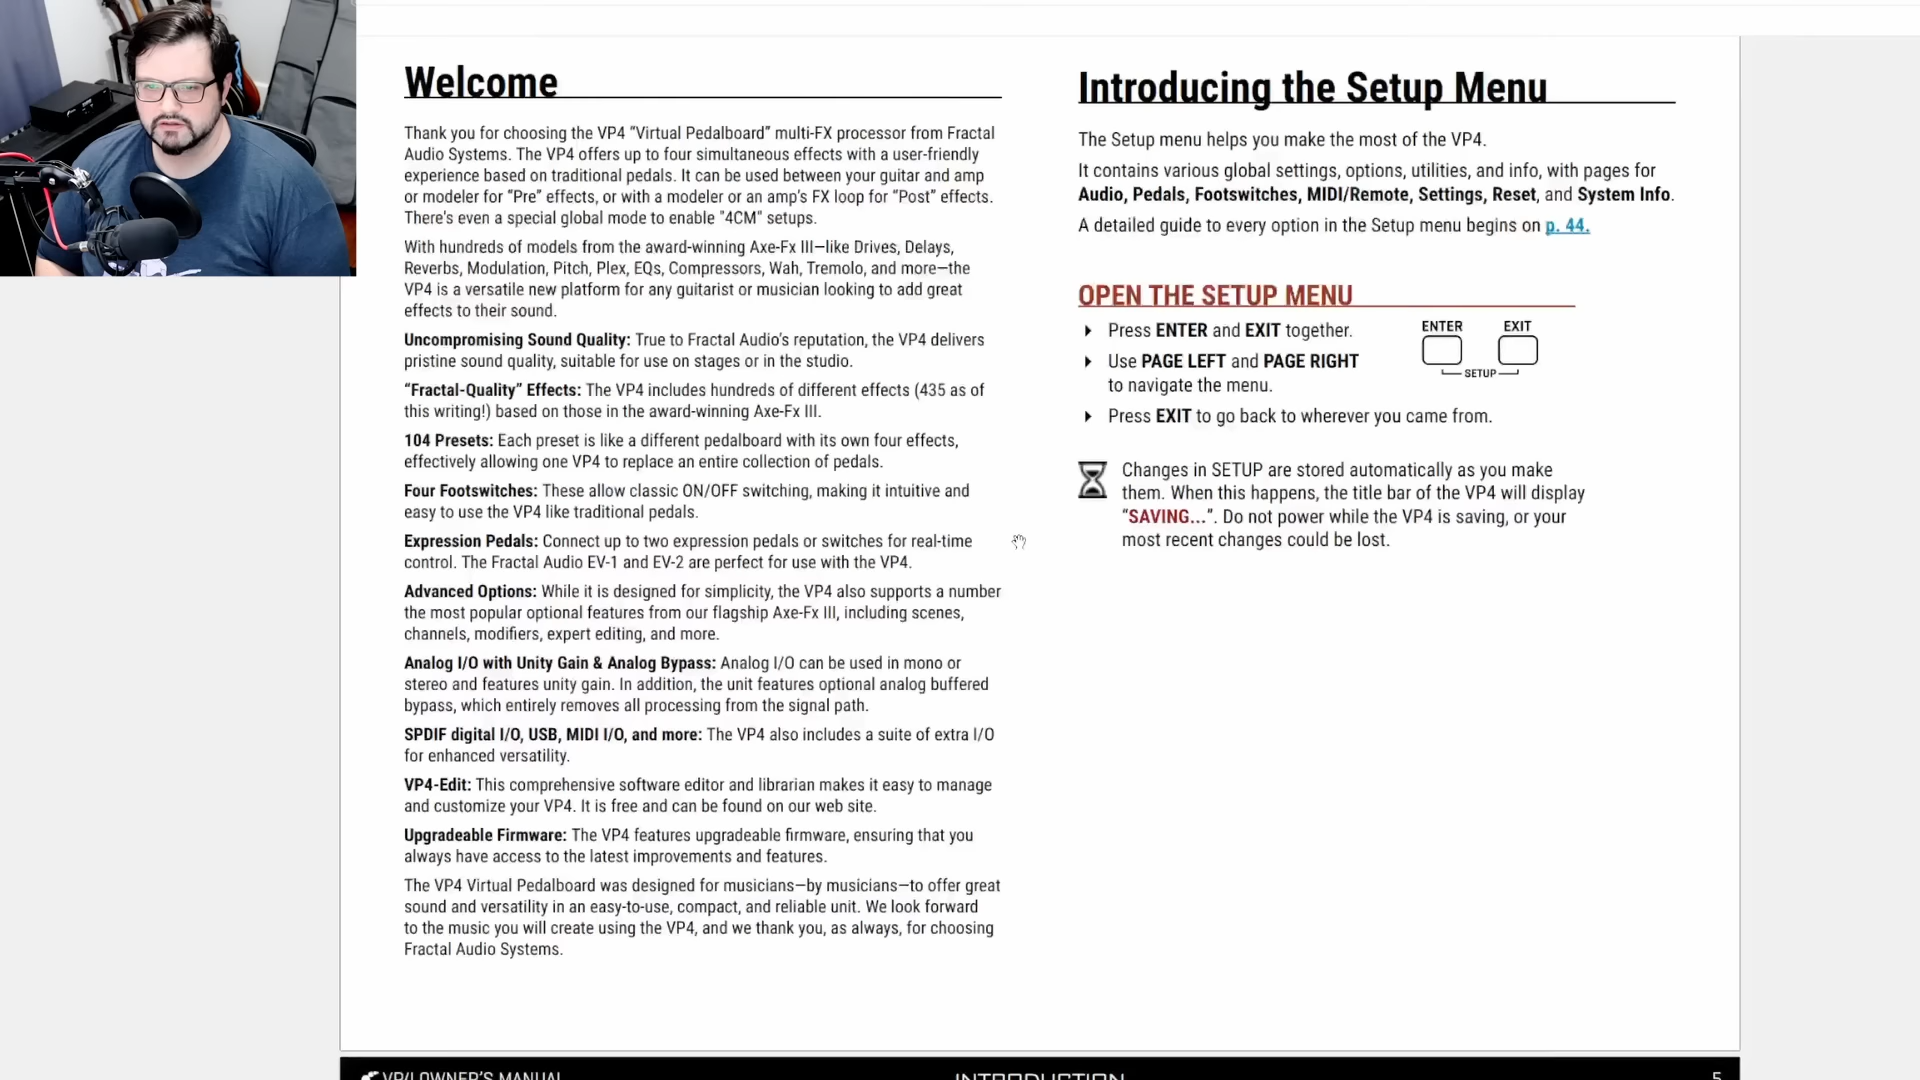 Welcome
Thank you for choosing the VP4 “Virtual Pedalboard” multi-FX processor from Fractal
Audio Systems. The VP4 offers up to four simultaneous effects with a user-friendly
experience based on traditional pedals. It can be used between your guitar and amp
or modeler for “Pre” effects, or with a modeler or an amp's FX loop for “Post” effects.
There's even a special global mode to enable "4CM" setups.
With hundreds of models from the award-winning Axe-Fx III—like Drives, Delays,
Reverbs, Modulation, Pitch, Plex, EQs, Compressors, Wah, Tremolo, and more—the
VP4 is a versatile new platform for any guitarist or musician looking to add great
effects to their sound.
Uncompromising Sound Quality: True to Fractal Audio's reputation, the VP4 delivers
pristine sound quality, suitable for use on stages or in the studio.
“Fractal-Quality” Effects: The VP4 includes hundreds of different effects (435 as of
this writing!) based on those in the award-winning Axe-Fx III.
104 Presets: Each preset is like a different pedalboard with its own four effects,
effectively allowing one VP4 to replace an entire collection of pedals.
Four Footswitches: These allow classic ON/OFF switching, making it intuitive and
easy to use the VP4 like traditional pedals.
Expression Pedals: Connect up to two expression pedals or switches for real-time
control. The Fractal Audio EV-1 and EV-2 are perfect for use with the VP4.
Advanced Options: While it is designed for simplicity, the VP4 also supports a number
the most popular optional features from our flagship Axe-Fx III, including scenes,
channels, modifiers, expert editing, and more.
Analog I/O with Unity Gain & Analog Bypass: Analog I/O can be used in mono or
stereo and features unity gain. In addition, the unit features optional analog buffered
bypass, which entirely removes all processing from the signal path.
SPDIF digital I/O, USB, MIDI I/O, and more: The VP4 also includes a suite of extra I/O
for enhanced versatility.
VP4-Edit: This comprehensive software editor and librarian makes it easy to manage
and customize your VP4. It is free and can be found on our web site.
Upgradeable Firmware: The VP4 features upgradeable firmware, ensuring that you
always have access to the latest improvements and features.
The VP4 Virtual Pedalboard was designed for musicians—by musicians—to offer great
sound and versatility in an easy-to-use, compact, and reliable unit. We look forward
to the music you will create using the VP4, and we thank you, as always, for choosing
Fractal Audio Systems.
Introducing the Setup Menu
The Setup menu helps you make the most of the VP4.
It contains various global settings, options, utilities, and info, with pages for
Audio, Pedals, Footswitches, MIDI/Remote, Settings, Reset, and System Info.
A detailed guide to every option in the Setup menu begins on p. 44.
OPEN THE SETUP MENU
Press ENTER and EXIT together.
Use PAGE LEFT and PAGE RIGHT
to navigate the menu.
Press EXIT to go back to wherever you came from.
ENTER EXIT
SETUP
Changes in SETUP are stored automatically as you make
them. When this happens, the title bar of the VP4 will display
“SAVING...”. Do not power while the VP4 is saving, or your
most recent changes could be lost.
VP4 OWNER'S MANUAL INTRODUCTION 5